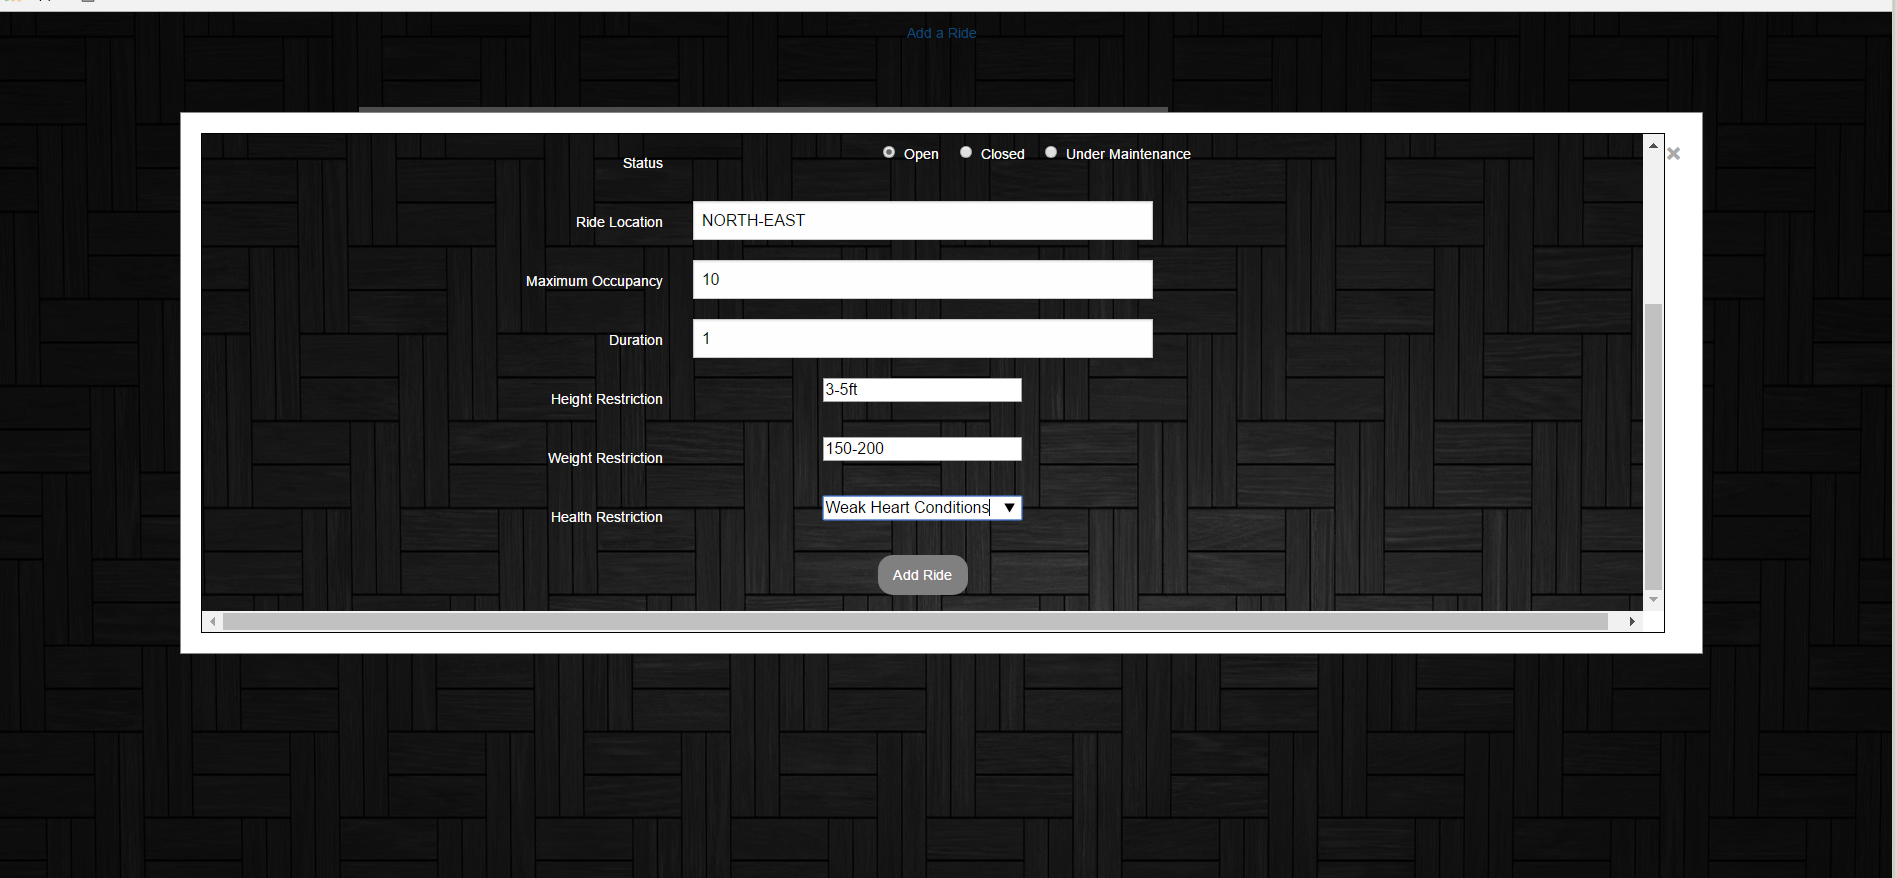 Add a Ride
Status
Open Closed Under Maintenance
Ride Location NORTH-EAST
Maximum Occupancy 10
Duration 1
Height Restriction 3-5ft
Weight Restriction 150-200
Health Restriction Weak Heart Conditions
Add Ride